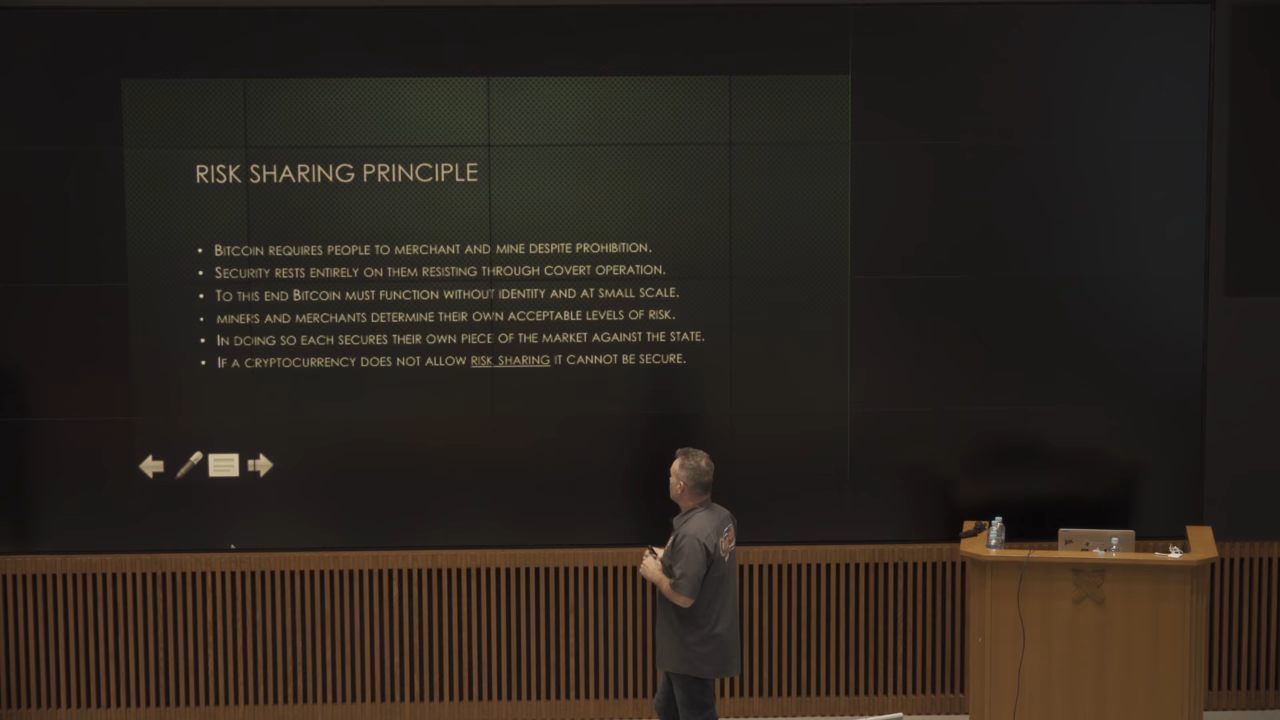 RISK SHARING PRINCIPLE
• BITCOIN REQUIRES PEOPLE TO MERCHANT AND MINE DESPITE PROHIBITION.
• SECURITY RESTS ENTIRELY ON THEM RESISTING THROUGH COVERT OPERATION.
• TO THIS END BITCOIN MUST FUNCTION WITHOUT IDENTITY AND AT SMALL SCALE.
• MINERS AND MERCHANTS DETERMINE THEIR OWN ACCEPTABLE LEVELS OF RISK.
• IN DOING SO EACH SECURES THEIR OWN PIECE OF THE MARKET AGAINST THE STATE.
• IF A CRYPTOCURRENCY DOES NOT ALLOW RISK SHARING IT CANNOT BE SECURE.